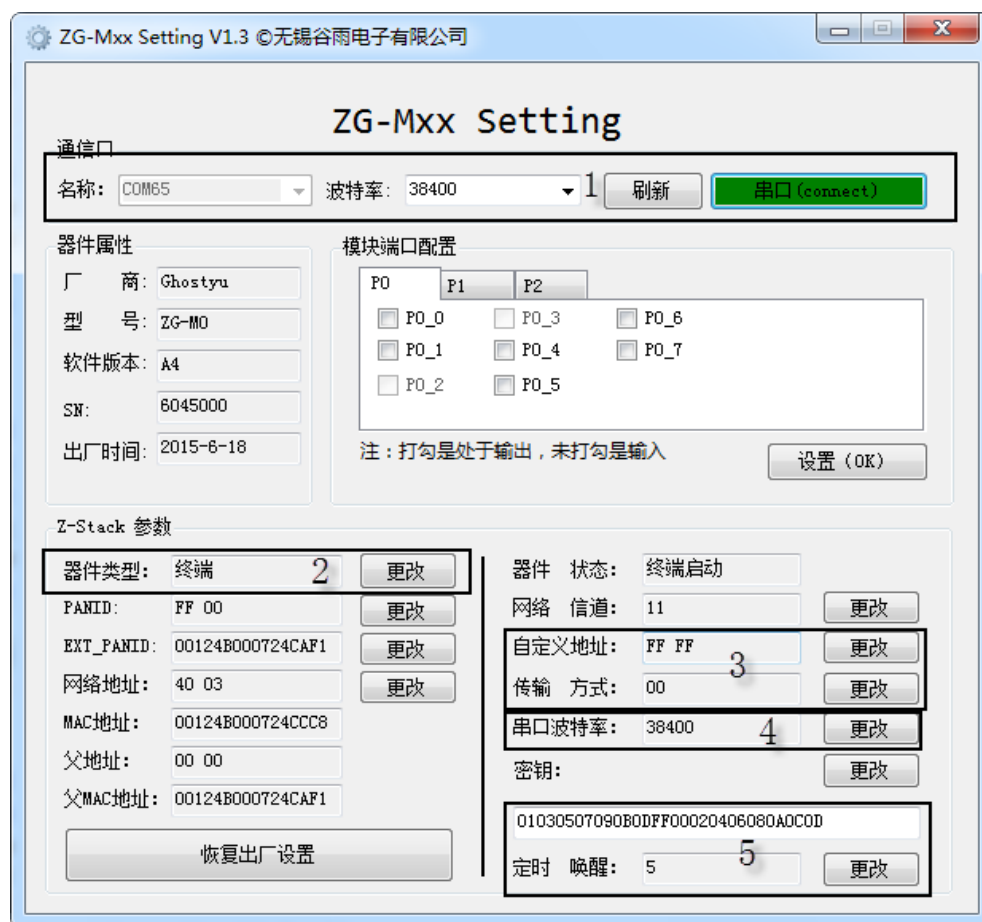 ZG-Mxx Setting V1.3 ©无锡谷雨电子有限公司
ZG-Mxx Setting
通信口
名称: COM65 波特率: 38400 1 刷新 串口(connect)
器件属性
厂 商: Ghostyu
型 号: ZG-M0
软件版本: A4
SN: 6045000
出厂时间: 2015-6-18
模块端口配置
P0 P1 P2
P0_0 P0_3 P0_6
P0_1 P0_4 P0_7
P0_2 P0_5
注：打勾是处于输出，未打勾是输入
设置 (OK)
Z-Stack 参数
器件类型: 终端 2 更改
PANID: FF 00 更改
EXT_PANID: 00124B000724CAF1 更改
网络地址: 40 03 更改
MAC地址: 00124B000724CCC8
父地址: 00 00
父MAC地址: 00124B000724CAF1
恢复出厂设置
器件 状态: 终端启动
网络 信道: 11 更改
自定义地址: FF FF 3 更改
传输 方式: 00 更改
串口波特率: 38400 4 更改
密钥: 更改
01030507090B0DFF00020406080A0C0D
定时 唤醒: 5 5 更改